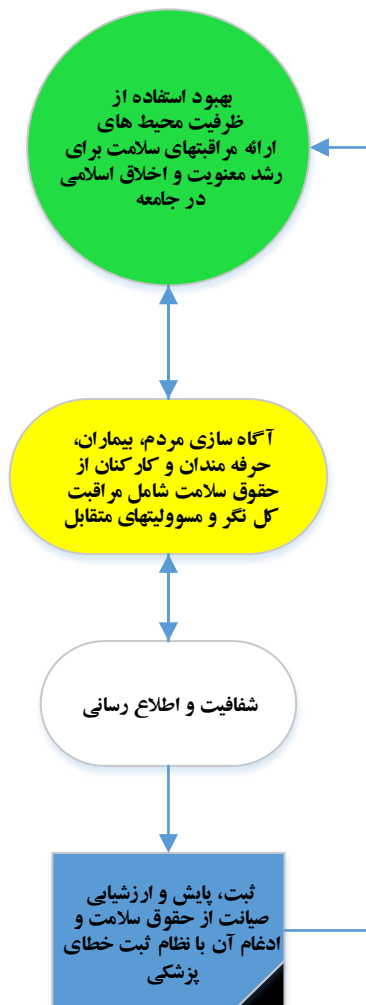 بهبود استفاده از
ظرفیت محیط های
ارائه مراقبتهای سلامت برای
رشد معنویت و اخلاق اسلامی
در جامعه
آگاه سازی مردم، بیماران،
حرفه مندان و کارکنان از
حقوق سلامت شامل مراقبت
کل نگر و مسوولیتهای متقابل
شفافیت و اطلاع رسانی
ثبت، پایش و ارزشیابی
صیانت از حقوق سلامت و
ادغام آن با نظام ثبت خطای
پزشکی